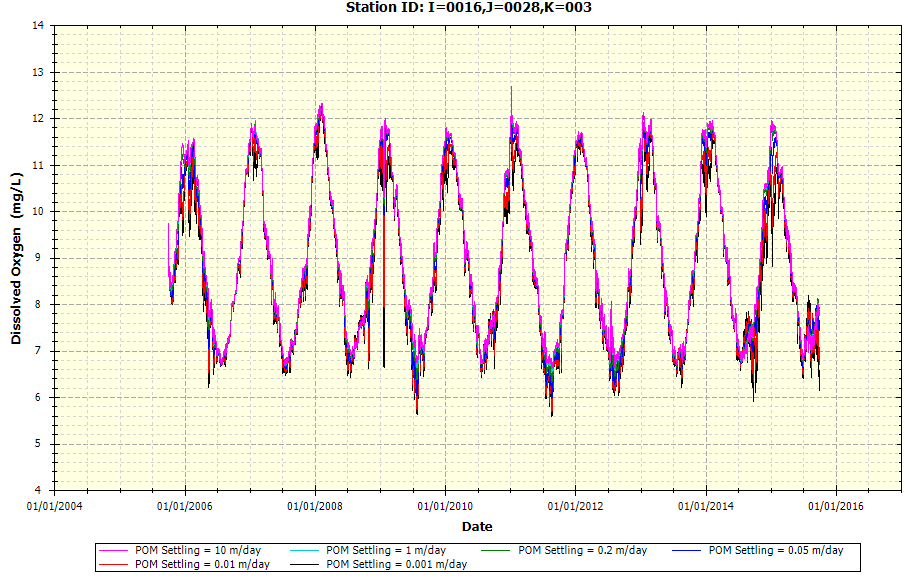 Station ID: I=0016,J=0028,K=003
Dissolved Oxygen (mg/L)
14
13
12
11
10
9
8
7
6
5
4
01/01/2004 01/01/2006 01/01/2008 01/01/2010 01/01/2012 01/01/2014 01/01/2016
Date
POM Settling = 10 m/day POM Settling = 1 m/day POM Settling = 0.2 m/day POM Settling = 0.05 m/day
POM Settling = 0.01 m/day POM Settling = 0.001 m/day